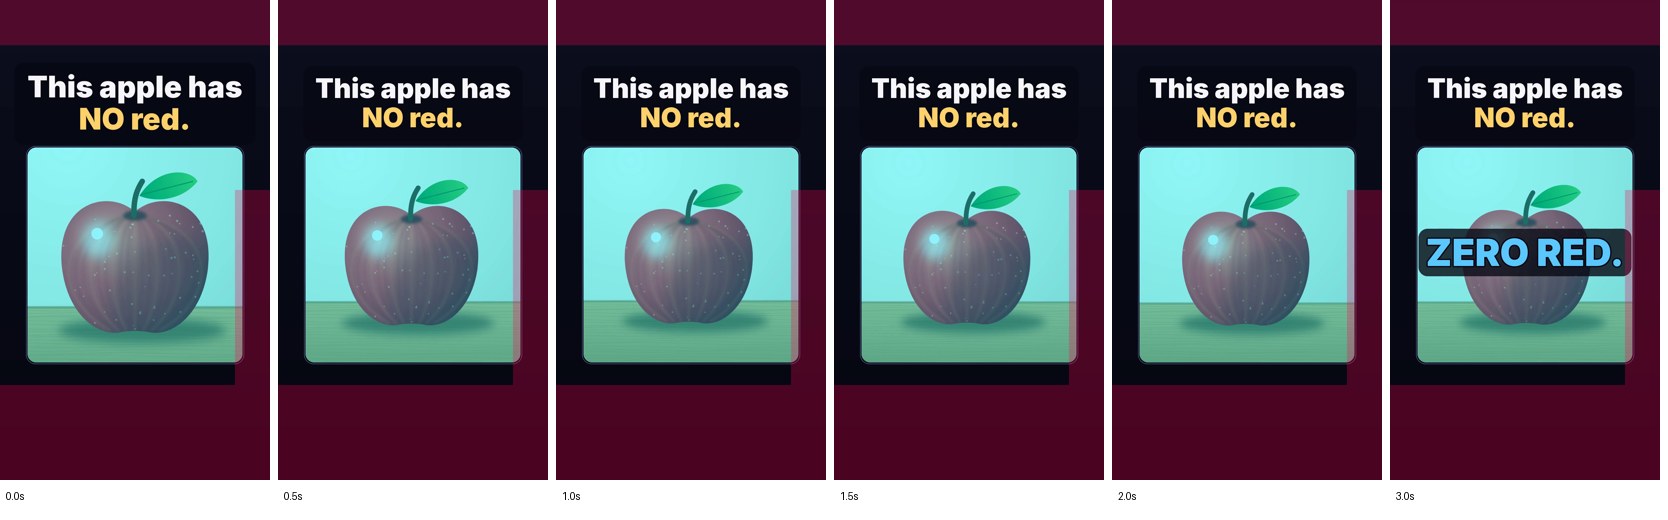 This apple has
NO red.
This apple has
NO red.
This apple has
NO red.
This apple has
NO red.
This apple has
NO red.
This apple has
NO red.
ZERO RED.
0.0s
0.5s
1.0s
1.5s
2.0s
3.0s